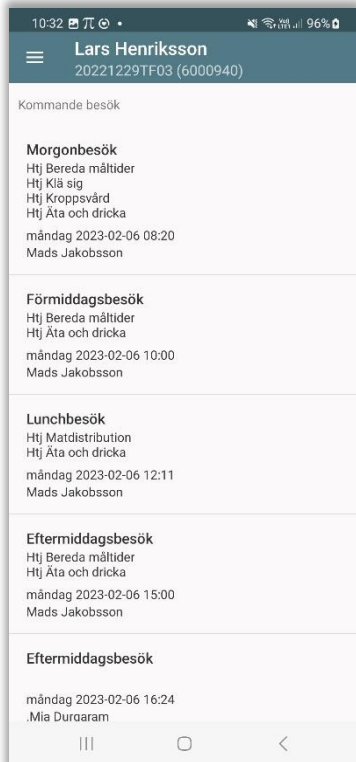 10:32 96%
Lars Henriksson
20221229TF03 (6000940)
Kommande besök
Morgonbesök
Htj Bereda måltider
Htj Klä sig
Htj Kroppsvård
Htj Äta och dricka
måndag 2023-02-06 08:20
Mads Jakobsson
Förmiddagsbesök
Htj Bereda måltider
Htj Äta och dricka
måndag 2023-02-06 10:00
Mads Jakobsson
Lunchbesök
Htj Matdistribution
Htj Äta och dricka
måndag 2023-02-06 12:11
Mads Jakobsson
Eftermiddagsbesök
Htj Bereda måltider
Htj Äta och dricka
måndag 2023-02-06 15:00
Mads Jakobsson
Eftermiddagsbesök
måndag 2023-02-06 16:24
.Mia Durgaram